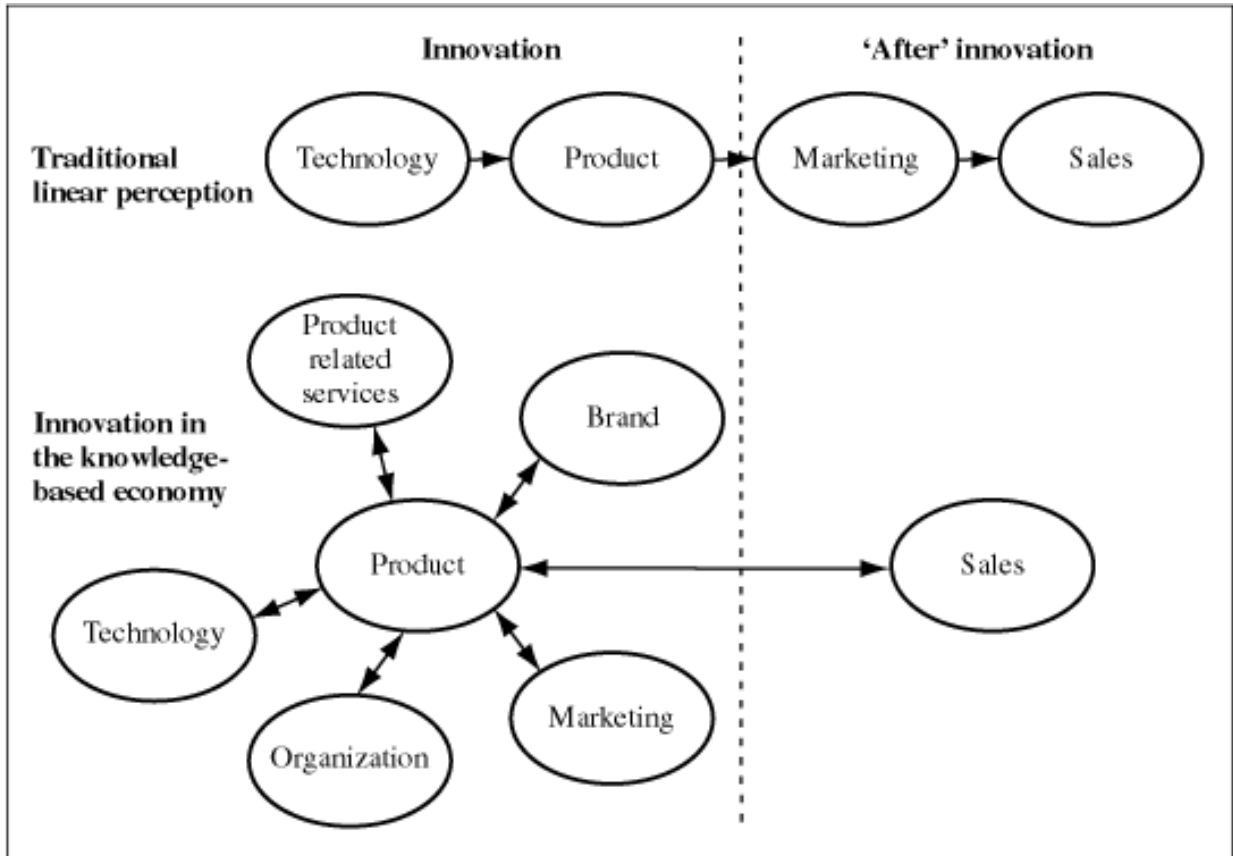 Innovation
'After' innovation
Traditional
linear perception
Technology
Product
Marketing
Sales
Product
related
services
Brand
Innovation in
the knowledge-
based economy
Product
Sales
Technology
Marketing
Organization